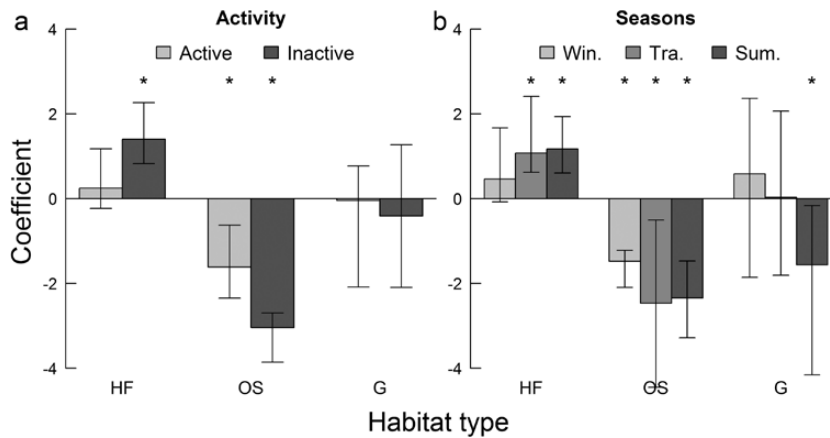 a Activity
Active Inactive
* * *
b Seasons
Win. Tra. Sum.
* * * * * *
Coefficient
4
2
0
-2
-4
4
2
0
-2
-4
HF OS G
HF OS G
Habitat type